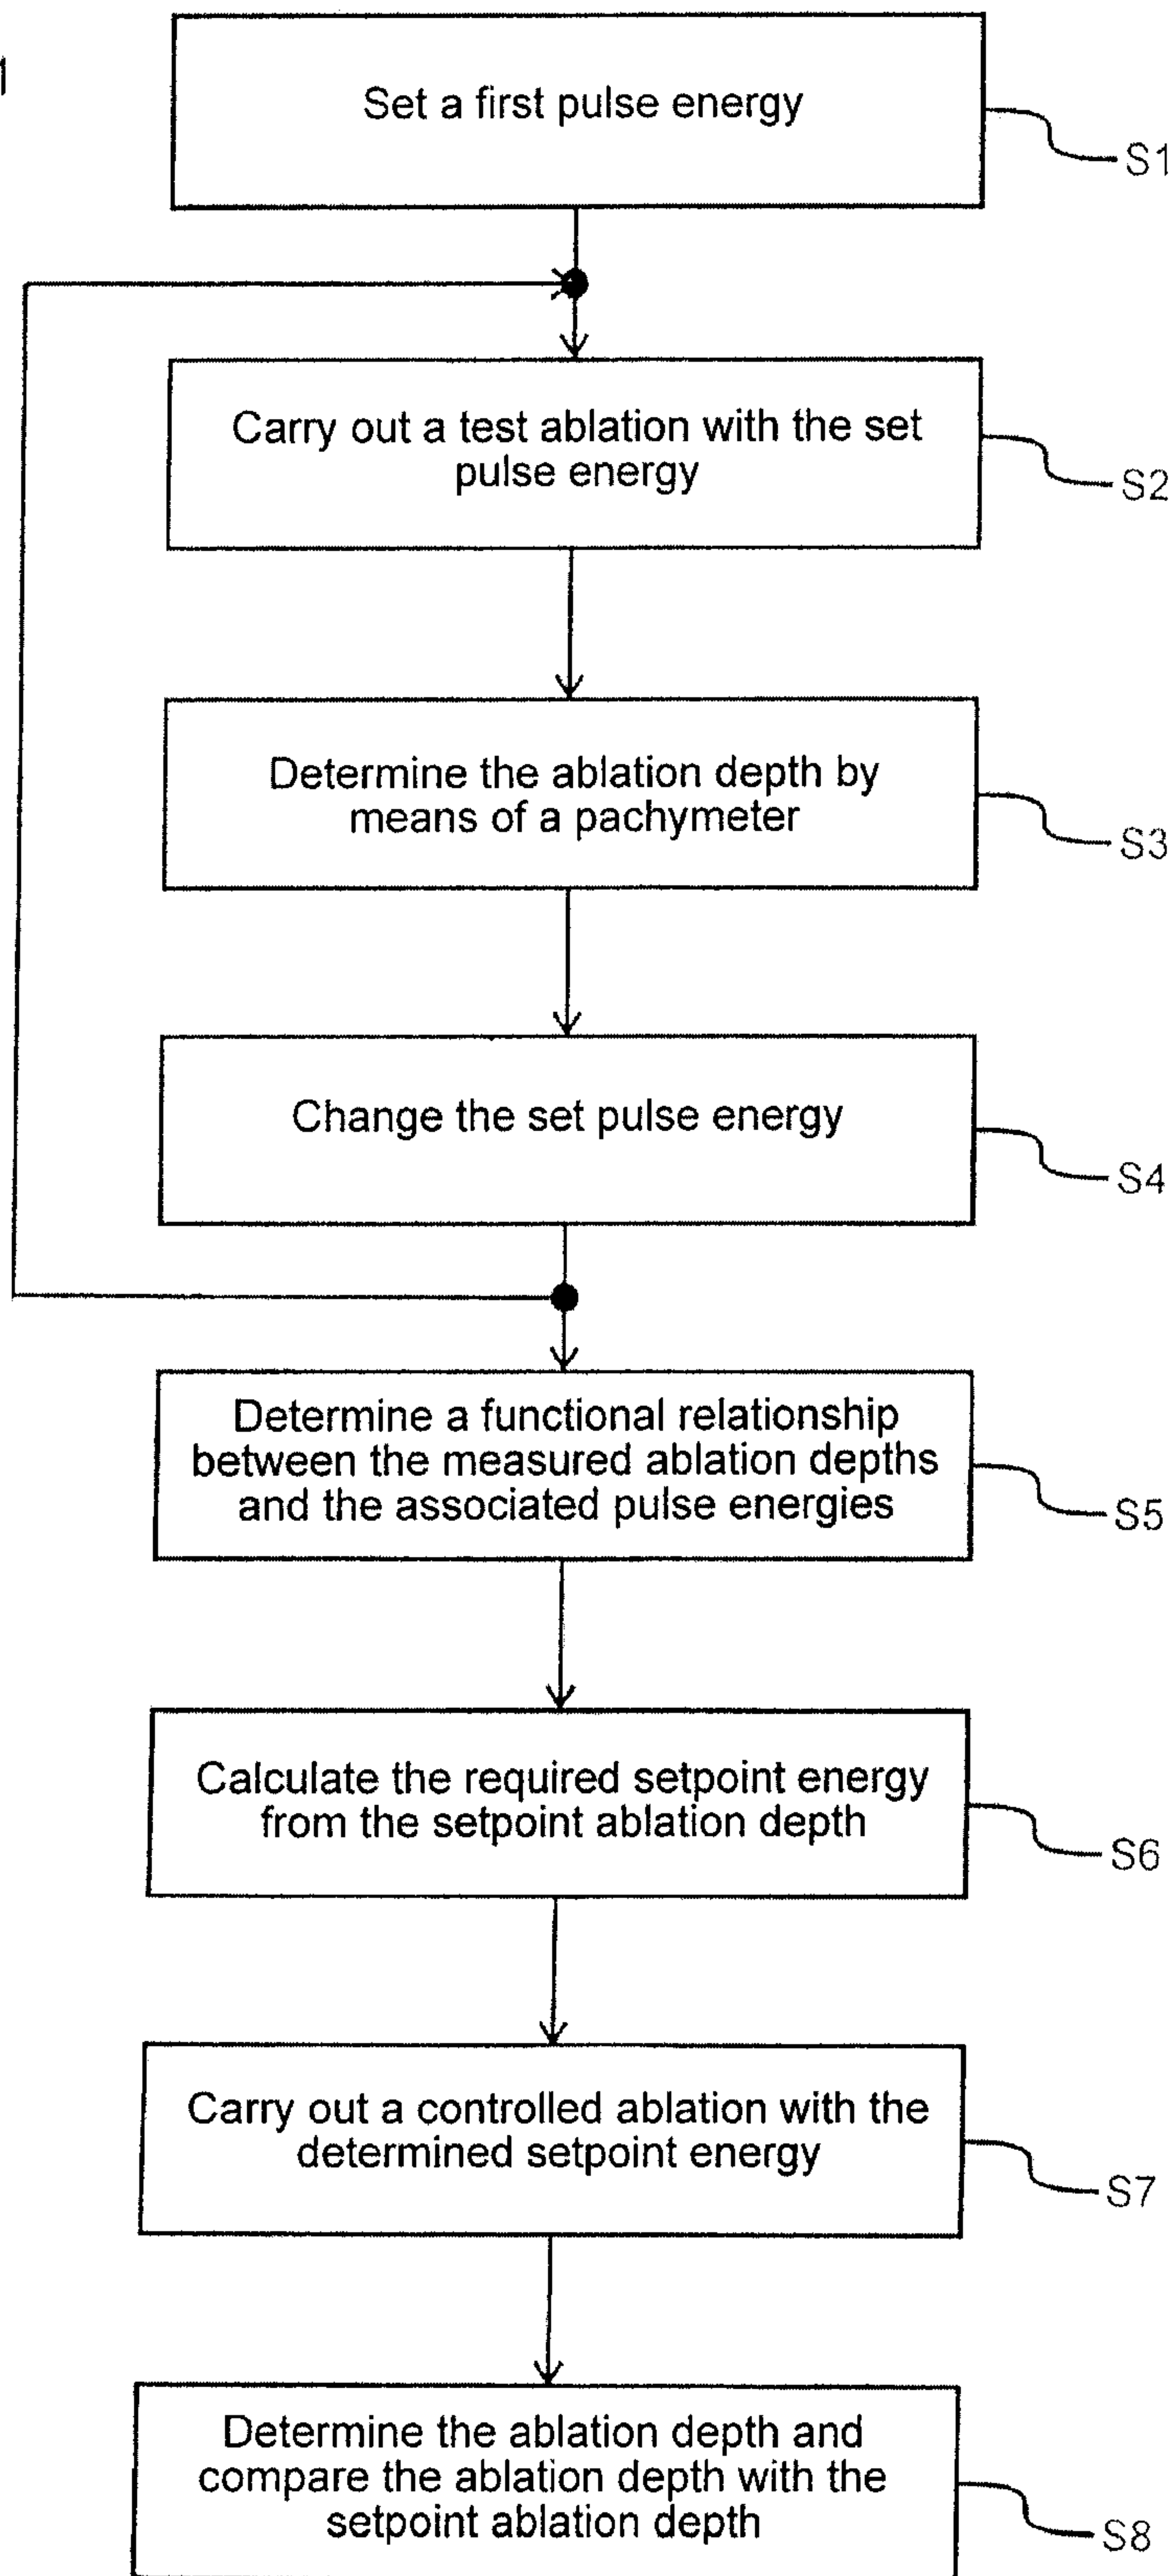 Set a first pulse energy
S1
Carry out a test ablation with the set
pulse energy
S2
Determine the ablation depth by
means of a pachymeter
S3
Change the set pulse energy
S4
Determine a functional relationship
between the measured ablation depths
and the associated pulse energies
S5
Calculate the required setpoint energy
from the setpoint ablation depth
S6
Carry out a controlled ablation with the
determined setpoint energy
S7
Determine the ablation depth and
compare the ablation depth with the
setpoint ablation depth
S8